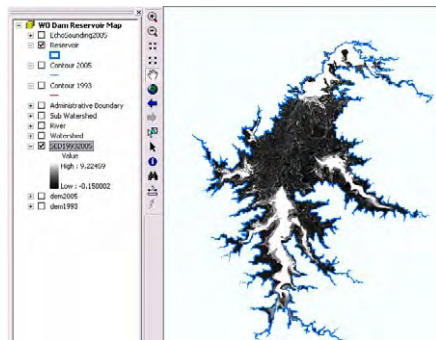 WO Dam Reservoir Map
EchoSounding2005
Reservoir
Contour 2005
Contour 1993
Administrative Boundary
Sub Watershed
River
Watershed
SED19932005
Value
High : 9.22459
Low : -0.150002
dem2005
dem1993